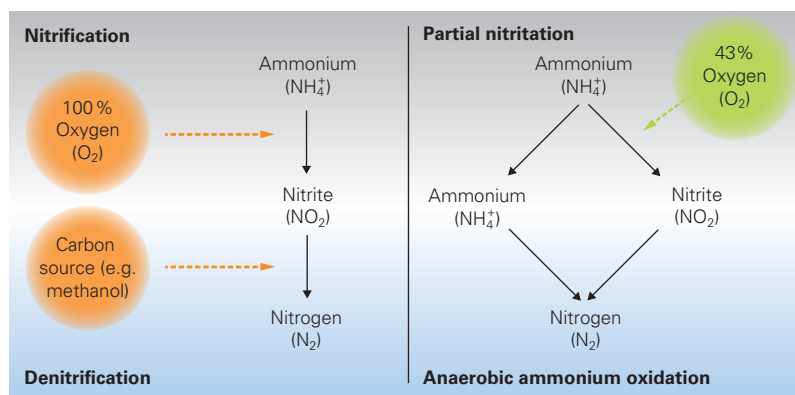 Nitrification
100 %
Oxygen
(O₂)
Ammonium
(NH₄⁺)
Nitrite
(NO₂)
Carbon
source (e.g.
methanol)
Nitrogen
(N₂)
Denitrification
Partial nitritation
43 %
Oxygen
(O₂)
Ammonium
(NH₄⁺)
Ammonium
(NH₄⁺)
Nitrite
(NO₂)
Nitrogen
(N₂)
Anaerobic ammonium oxidation